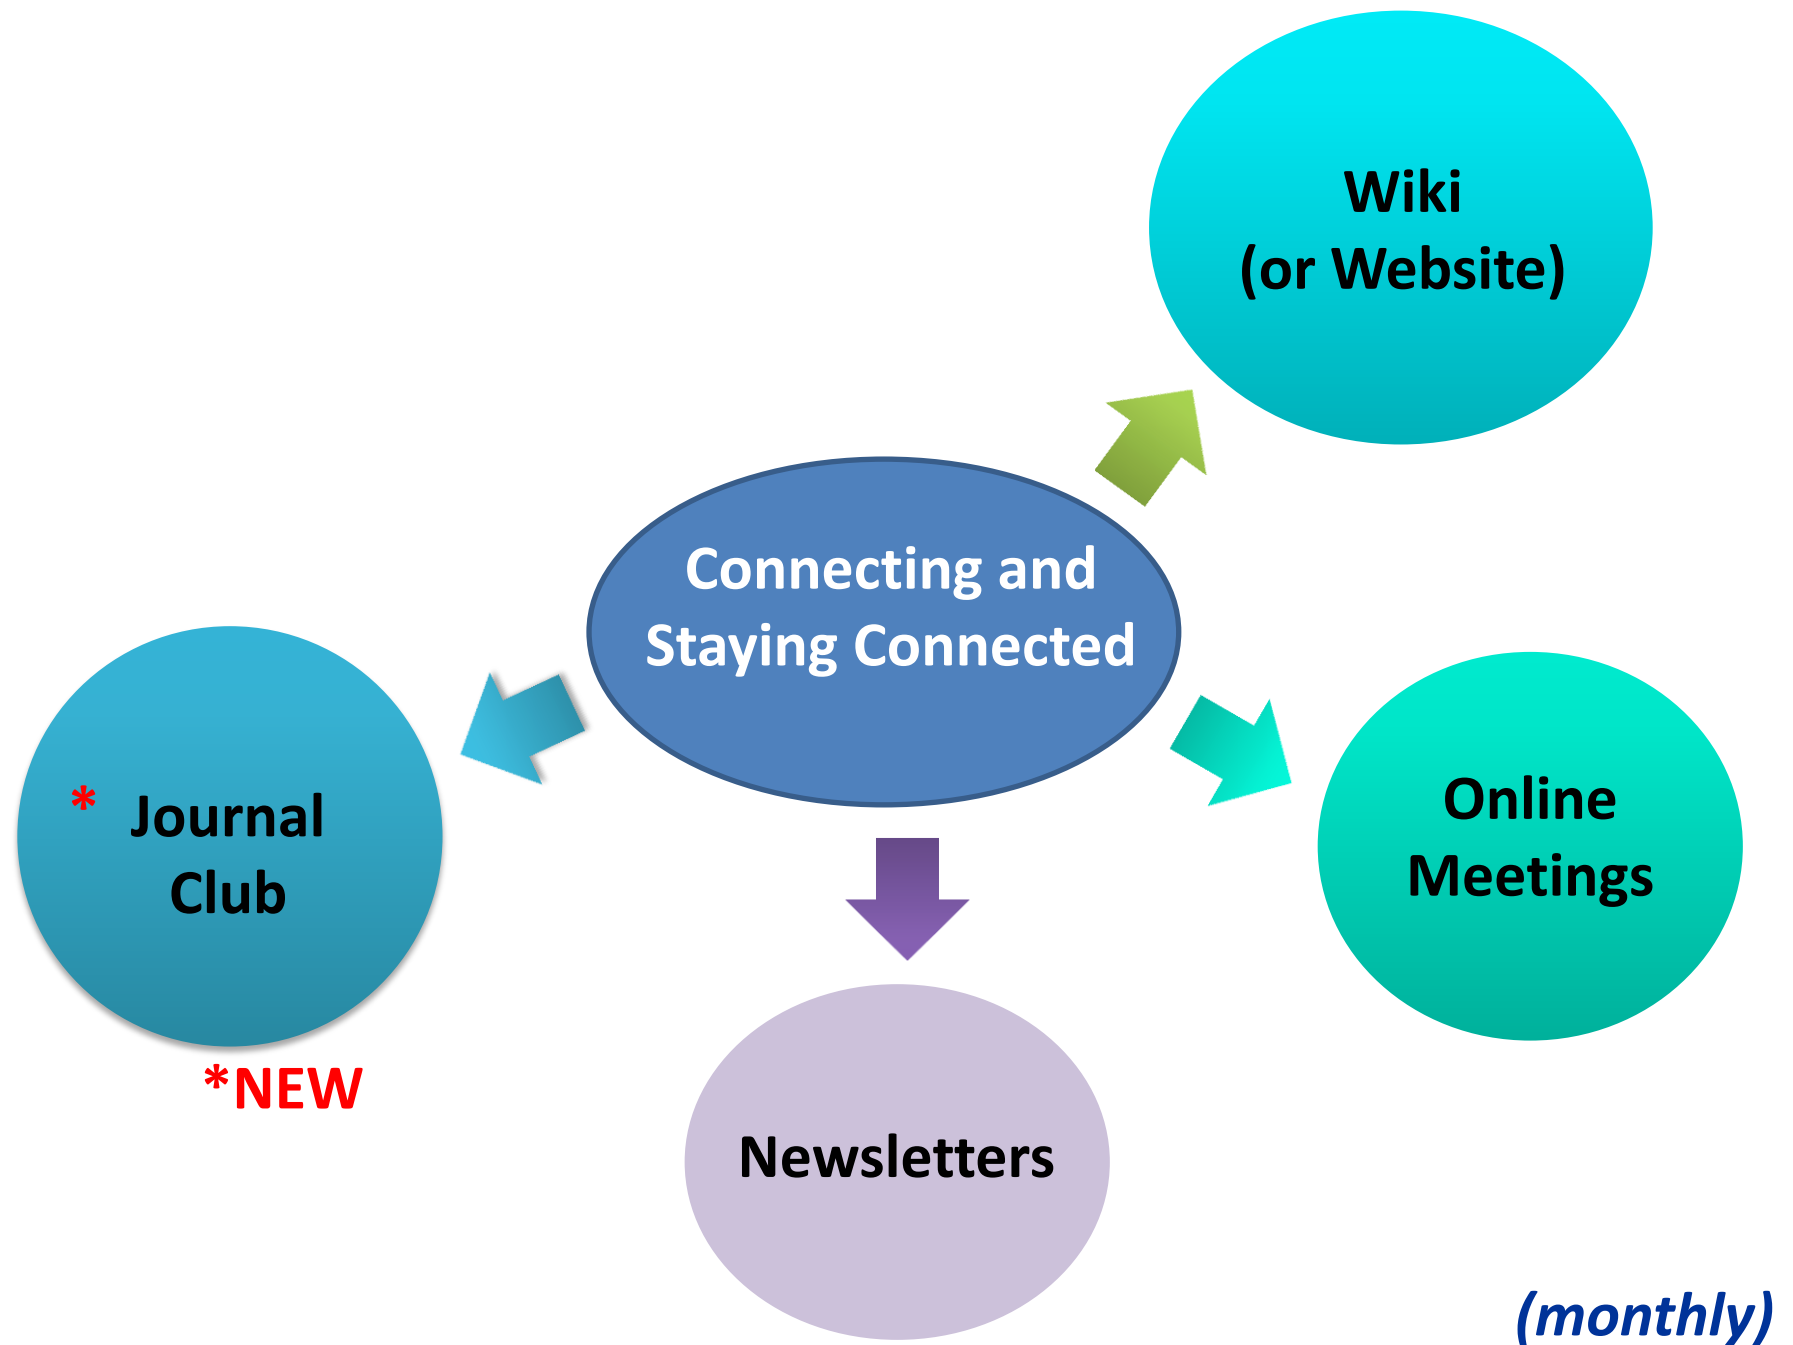 Wiki
(or Website)
Connecting and
Staying Connected
* Journal
Club
*NEW
Online
Meetings
Newsletters
(monthly)